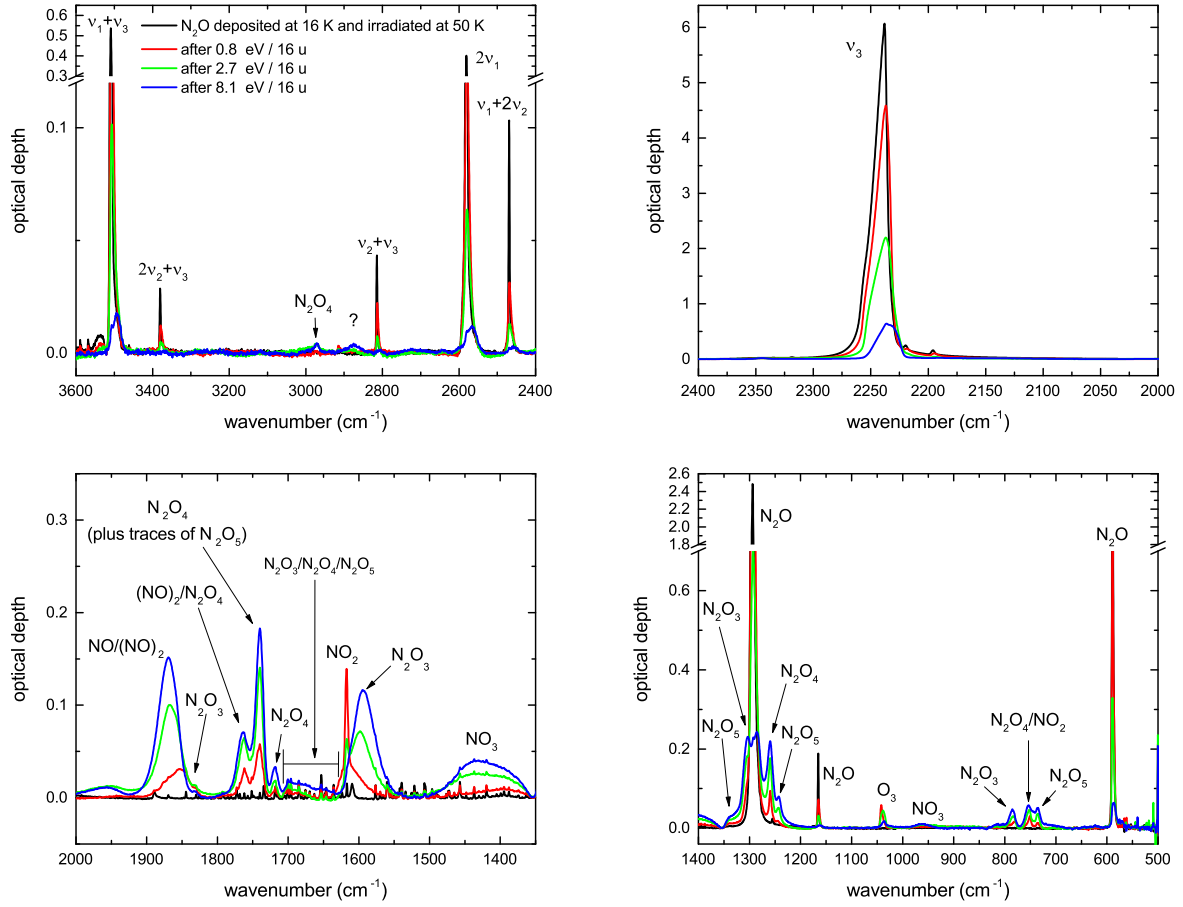 ν₁+ν₃
N₂O deposited at 16 K and irradiated at 50 K
after 0.8 eV / 16 u
after 2.7 eV / 16 u
after 8.1 eV / 16 u
2ν₁
ν₁+2ν₂
2ν₂+ν₃
N₂O₄
?
ν₂+ν₃
0.6
0.5
0.4
0.3
0.1
0.0
optical depth
3600 3400 3200 3000 2800 2600 2400
wavenumber (cm⁻¹)
ν₃
6
5
4
3
2
1
0
optical depth
2400 2350 2300 2250 2200 2150 2100 2050 2000
wavenumber (cm⁻¹)
N₂O₄
(plus traces of N₂O₅)
N₂O₃/N₂O₄/N₂O₅
(NO)₂/N₂O₄
NO/(NO)₂
N₂O₃
N₂O₄
NO₂
N₂O₃
NO₃
0.3
0.2
0.1
0.0
optical depth
2000 1900 1800 1700 1600 1500 1400
wavenumber (cm⁻¹)
N₂O
N₂O
N₂O₃
N₂O₄
N₂O₅
N₂O₅
N₂O
O₃
NO₃
N₂O₃
N₂O₄/NO₂
N₂O₅
2.6
2.4
2.2
2.0
1.8
0.6
0.4
0.2
0.0
optical depth
1400 1300 1200 1100 1000 900 800 700 600 500
wavenumber (cm⁻¹)